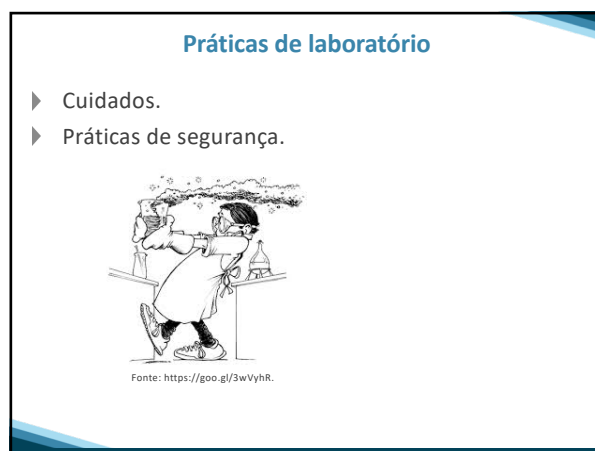 Práticas de laboratório
Cuidados.
Práticas de segurança.
Fonte: https://goo.gl/3wVyhR.